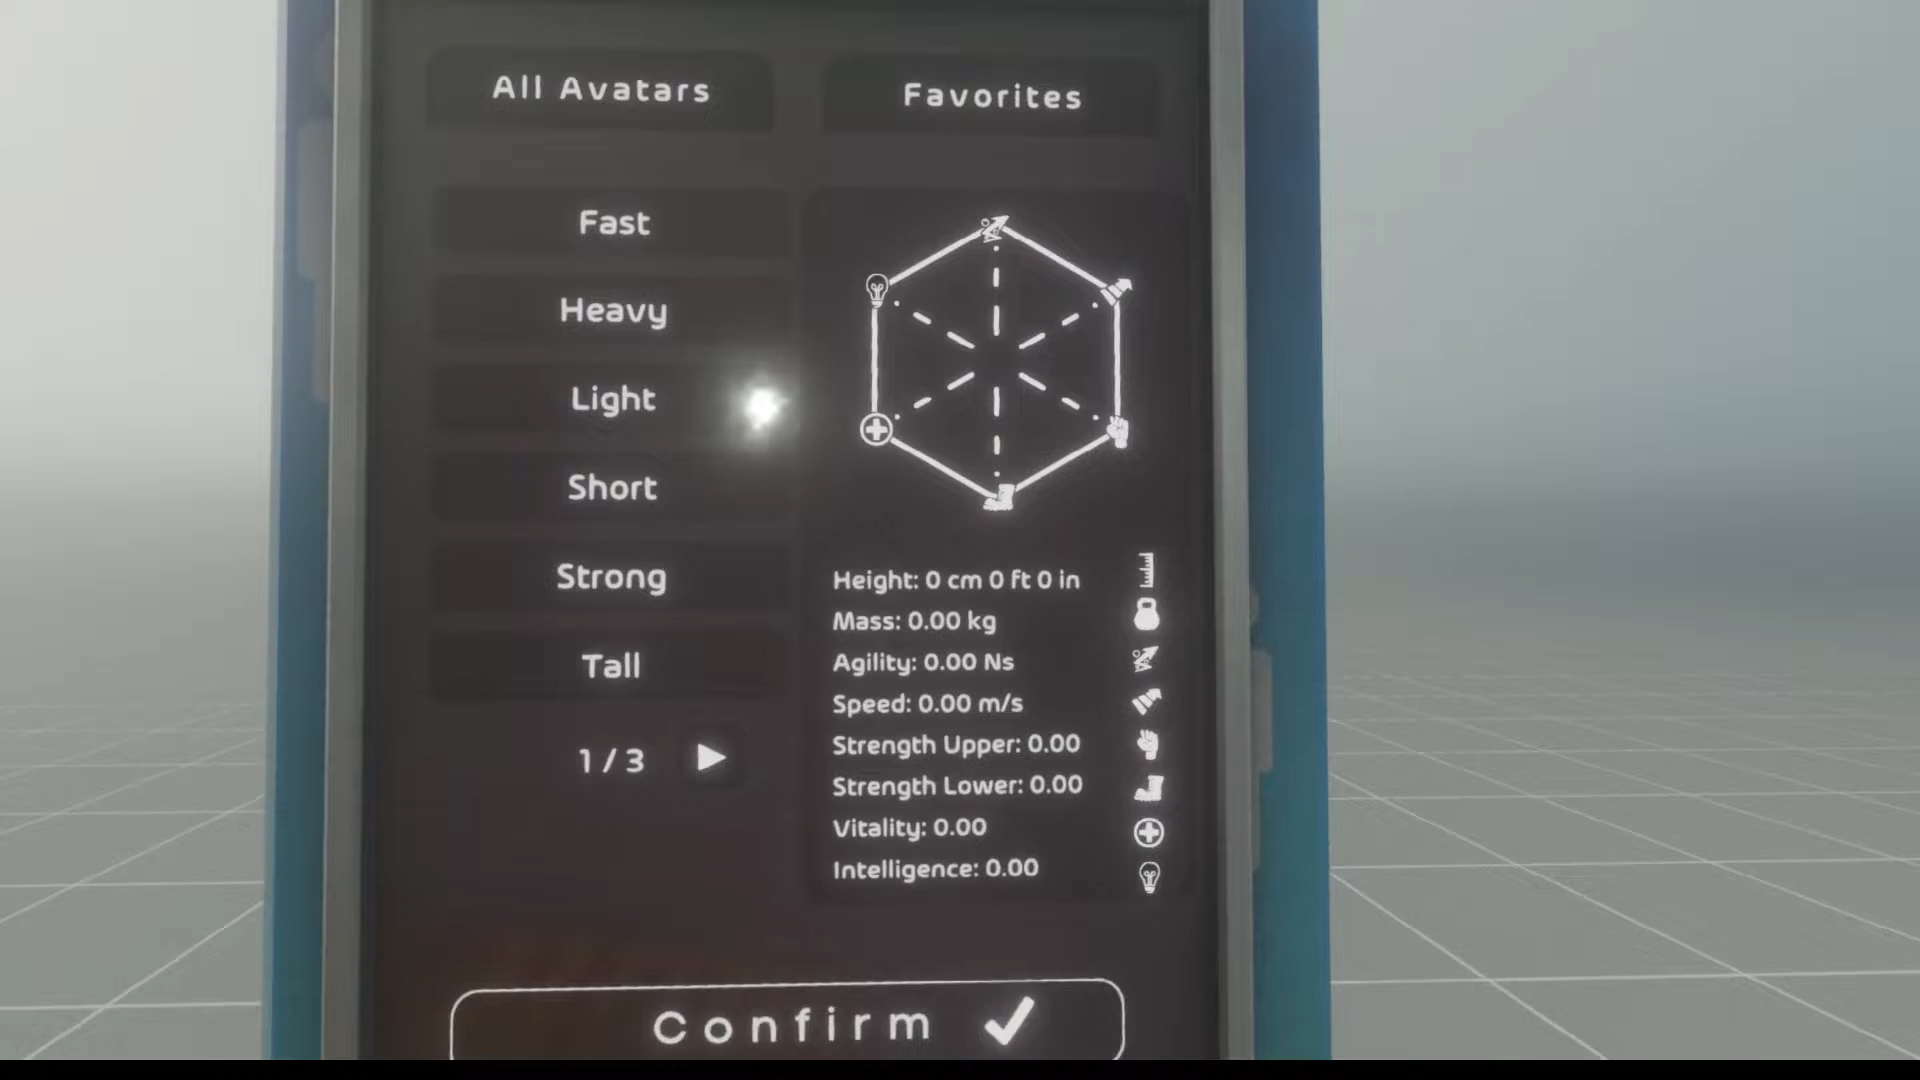 All Avatars
Favorites
Fast
Heavy
Light
Short
Strong
Tall
1 / 3
Height: 0 cm 0 ft 0 in
Mass: 0.00 kg
Agility: 0.00 Ns
Speed: 0.00 m/s
Strength Upper: 0.00
Strength Lower: 0.00
Vitality: 0.00
Intelligence: 0.00
Confirm